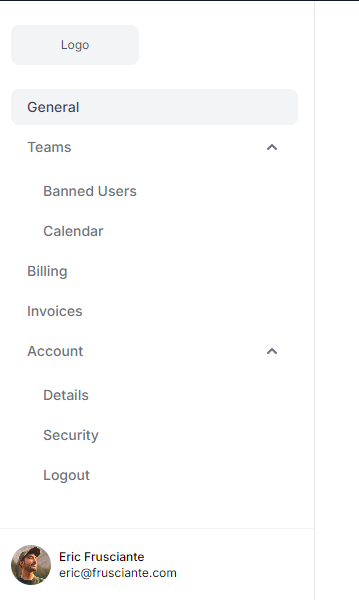 Logo
General
Teams
Banned Users
Calendar
Billing
Invoices
Account
Details
Security
Logout
Eric Frusciante
eric@frusciante.com